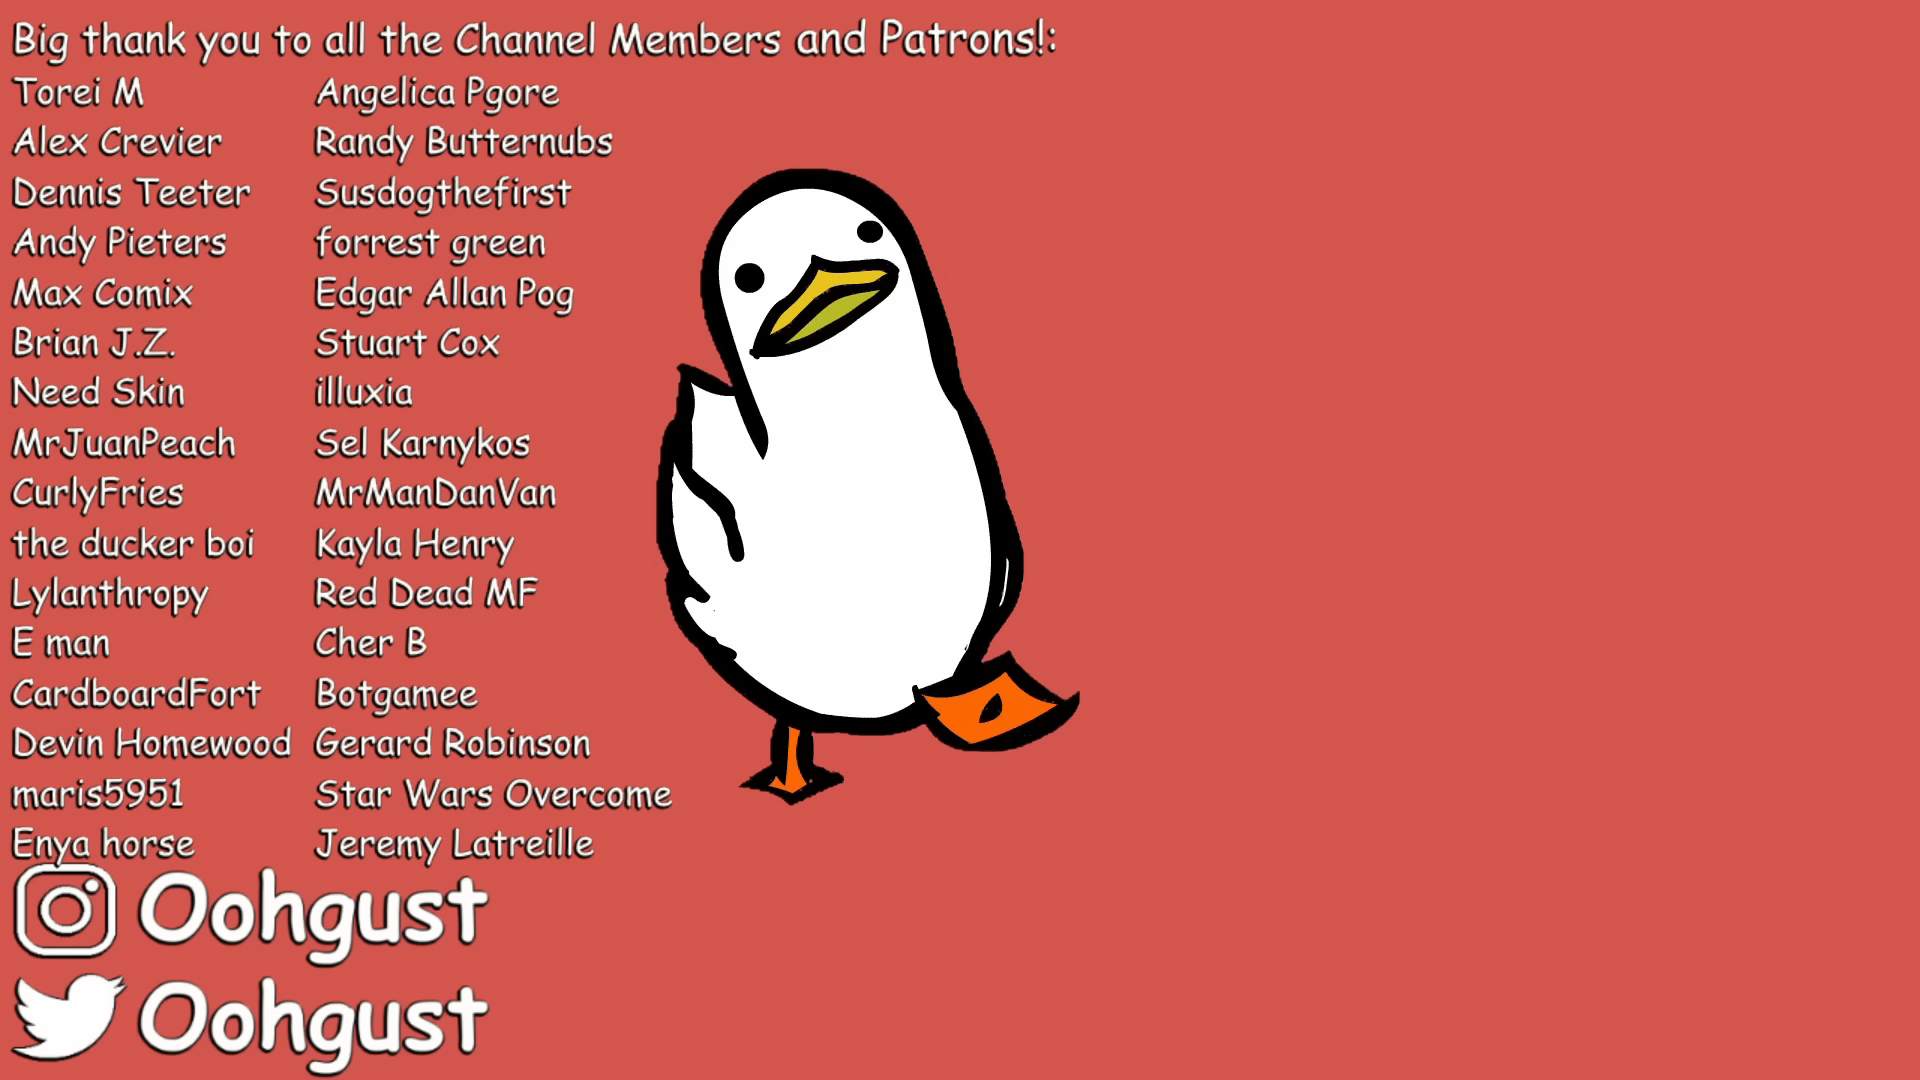 Big thank you to all the Channel Members and Patrons!:
Torei M
Alex Crevier
Dennis Teeter
Andy Pieters
Max Comix
Brian J.Z.
Need Skin
MrJuanPeach
CurlyFries
the ducker boi
Lylanthropy
E man
CardboardFort
Devin Homewood
maris5951
Enya horse
Angelica Pgore
Randy Butternubs
Susdogthefirst
forrest green
Edgar Allan Pog
Stuart Cox
illuxia
Sel Karnykos
MrManDanVan
Kayla Henry
Red Dead MF
Cher B
Botgamee
Gerard Robinson
Star Wars Overcome
Jeremy Latreille
Oohgust
Oohgust